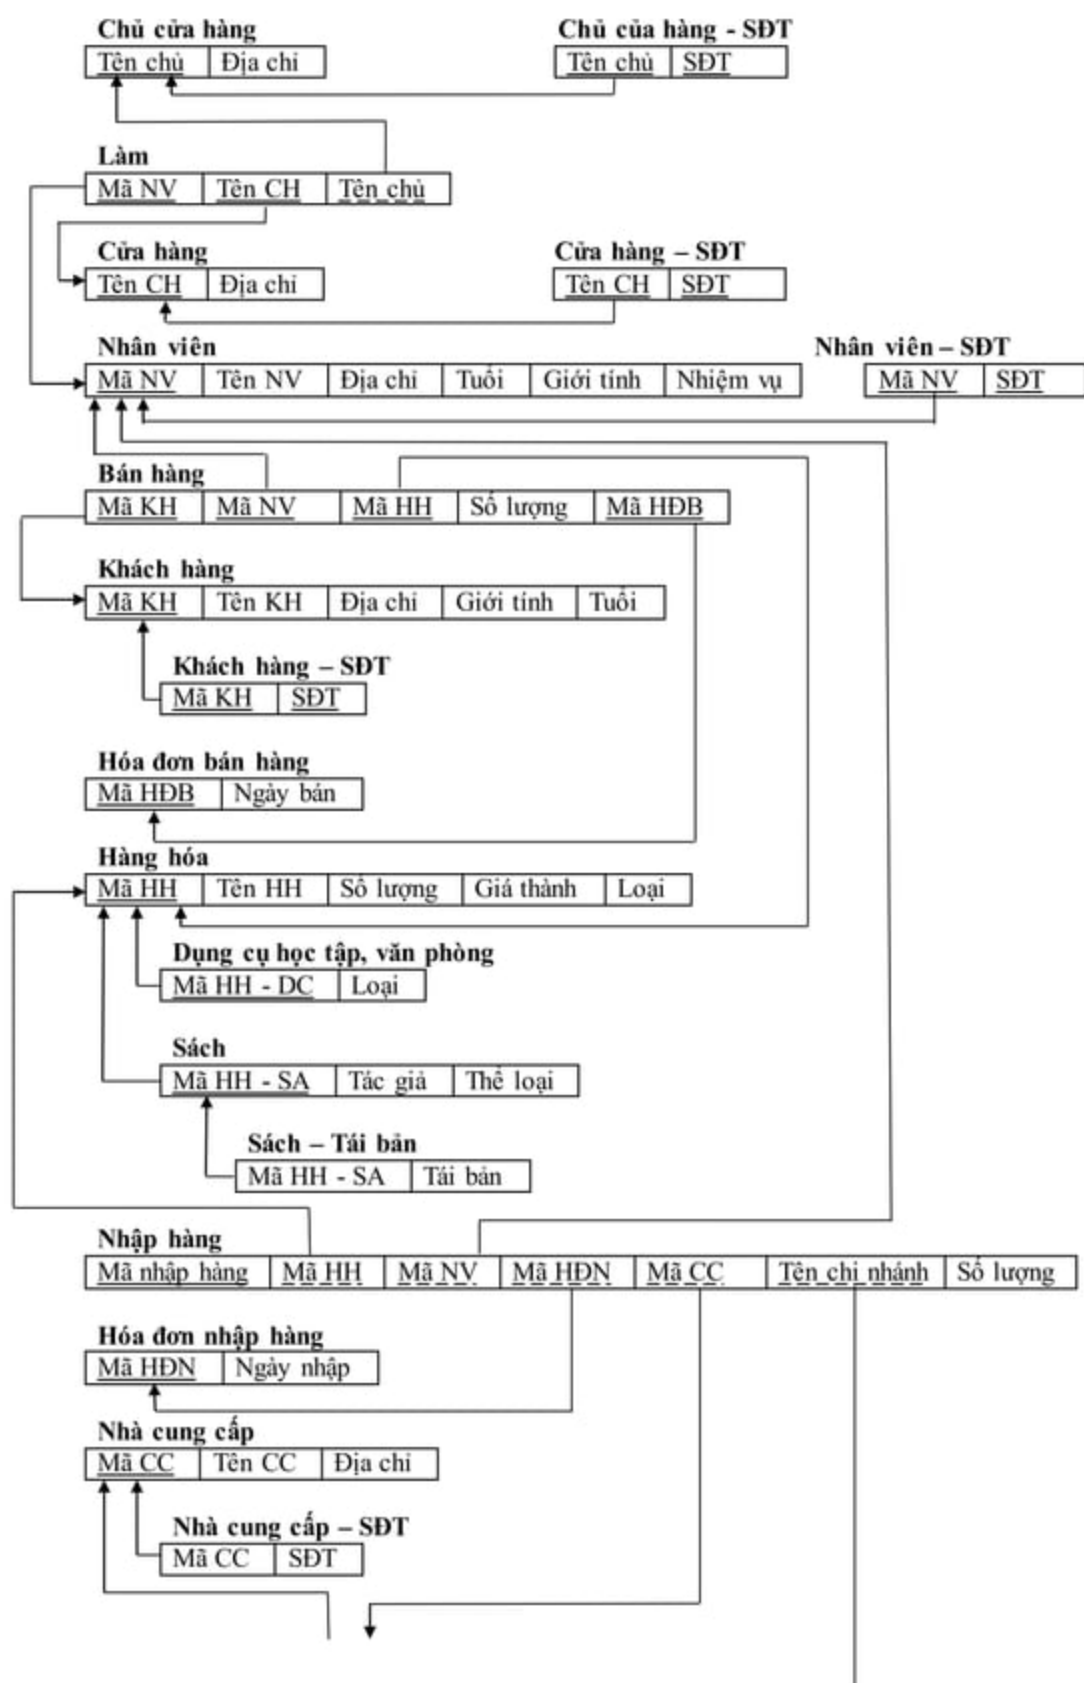 Chủ cửa hàng Chủ của hàng - SĐT
Tên chủ Địa chỉ Tên chủ SĐT
Làm
Mã NV Tên CH Tên chủ
Cửa hàng Cửa hàng – SĐT
Tên CH Địa chỉ Tên CH SĐT
Nhân viên Nhân viên – SĐT
Mã NV Tên NV Địa chỉ Tuổi Giới tính Nhiệm vụ Mã NV SĐT
Bán hàng
Mã KH Mã NV Mã HH Số lượng Mã HĐB
Khách hàng
Mã KH Tên KH Địa chỉ Giới tính Tuổi
Khách hàng – SĐT
Mã KH SĐT
Hóa đơn bán hàng
Mã HĐB Ngày bán
Hàng hóa
Mã HH Tên HH Số lượng Giá thành Loại
Dụng cụ học tập, văn phòng
Mã HH - DC Loại
Sách
Mã HH - SA Tác giả Thể loại
Sách – Tái bản
Mã HH - SA Tái bản
Nhập hàng
Mã nhập hàng Mã HH Mã NV Mã HĐN Mã CC Tên chi nhánh Số lượng
Hóa đơn nhập hàng
Mã HĐN Ngày nhập
Nhà cung cấp
Mã CC Tên CC Địa chỉ
Nhà cung cấp – SĐT
Mã CC SĐT